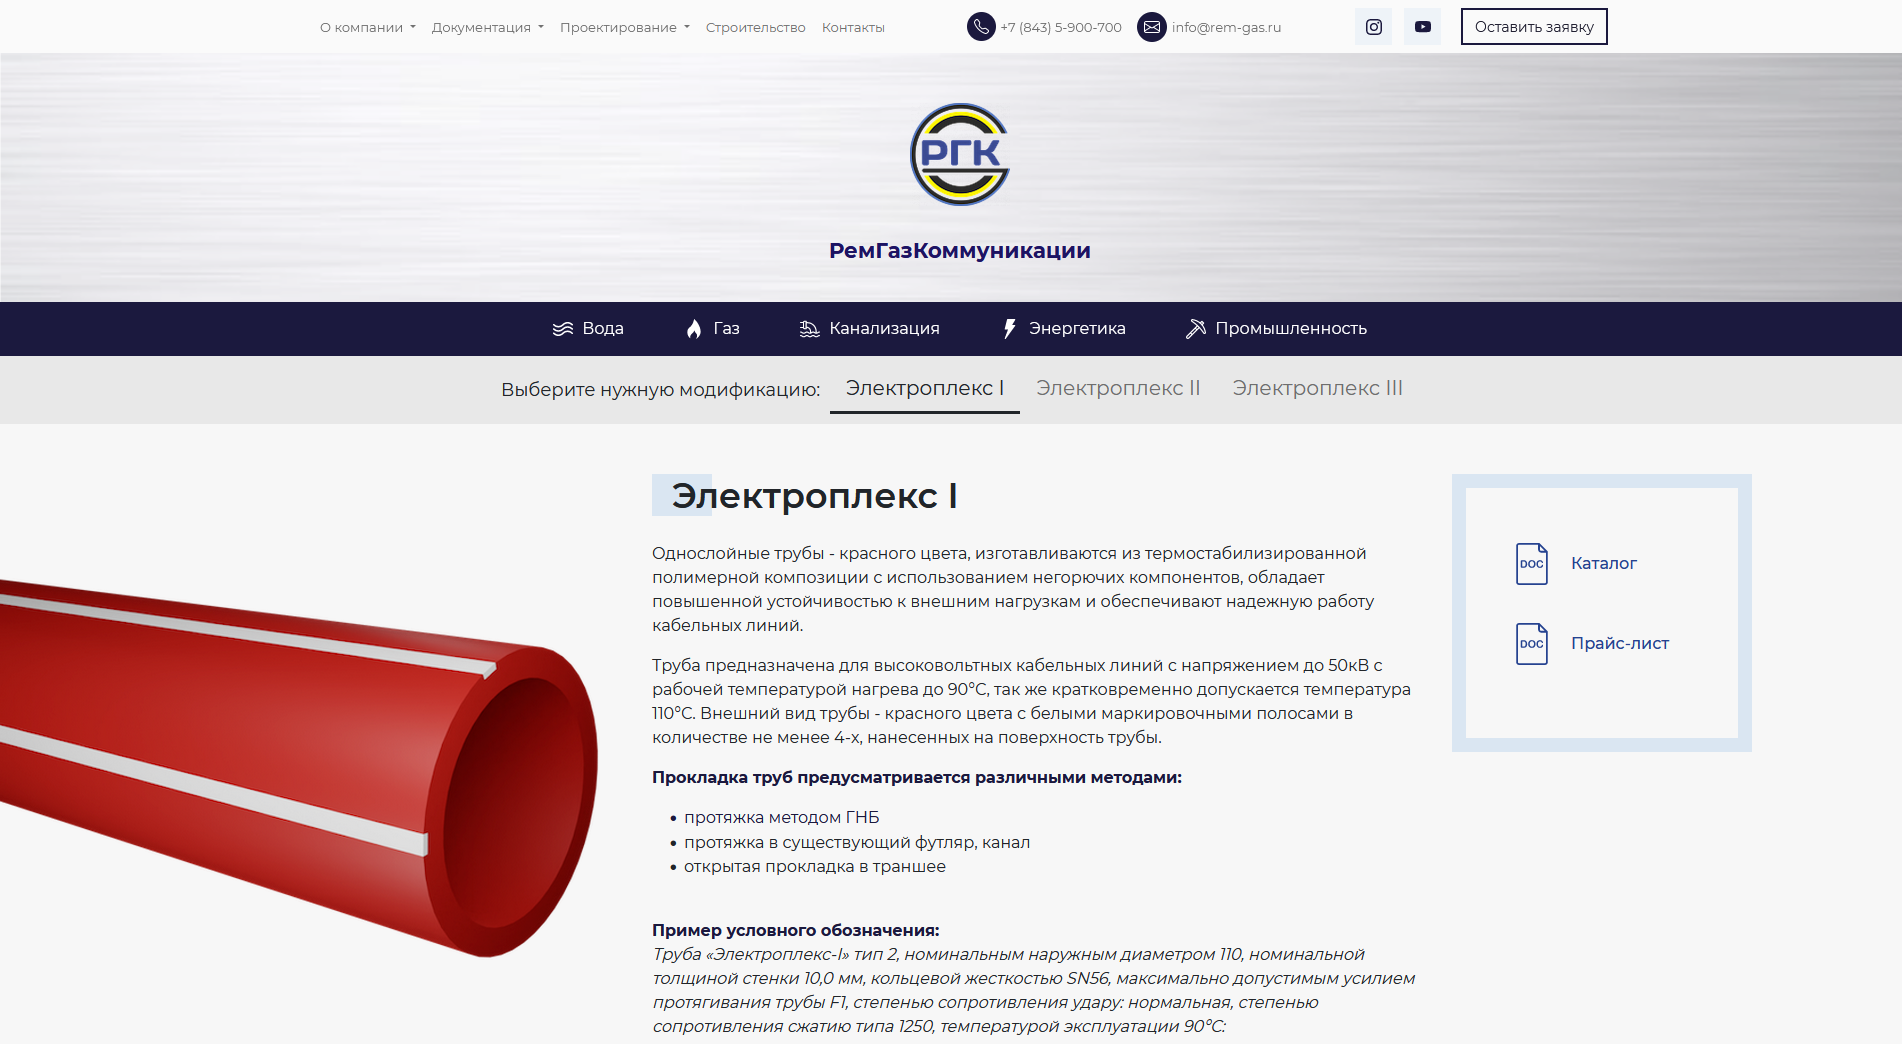 О компании
Документация
Проектирование
Строительство
Контакты
+7 (843) 5-900-700
info@rem-gas.ru
Оставить заявку
РГК
РемГазКоммуникации
Вода
Газ
Канализация
Энергетика
Промышленность
Выберите нужную модификацию:
Электроплекс I
Электроплекс II
Электроплекс III
Электроплекс I
Однослойные трубы - красного цвета, изготавливаются из термостабилизированной
полимерной композиции с использованием негорючих компонентов, обладает
повышенной устойчивостью к внешним нагрузкам и обеспечивают надежную работу
кабельных линий.
Труба предназначена для высоковольтных кабельных линий с напряжением до 50кВ с
рабочей температурой нагрева до 90°С, так же кратковременно допускается температура
110°С. Внешний вид трубы - красного цвета с белыми маркировочными полосами в
количестве не менее 4-х, нанесенных на поверхность трубы.
Прокладка труб предусматривается различными методами:
• протяжка методом ГНБ
• протяжка в существующий футляр, канал
• открытая прокладка в траншее
Пример условного обозначения:
Труба «Электроплекс-I» тип 2, номинальным наружным диаметром 110, номинальной
толщиной стенки 10,0 мм, кольцевой жесткостью SN56, максимально допустимым усилием
протягивания трубы F1, степенью сопротивления удару: нормальная, степенью
сопротивления сжатию типа 1250, температурой эксплуатации 90°С:
DOC
Каталог
DOC
Прайс-лист